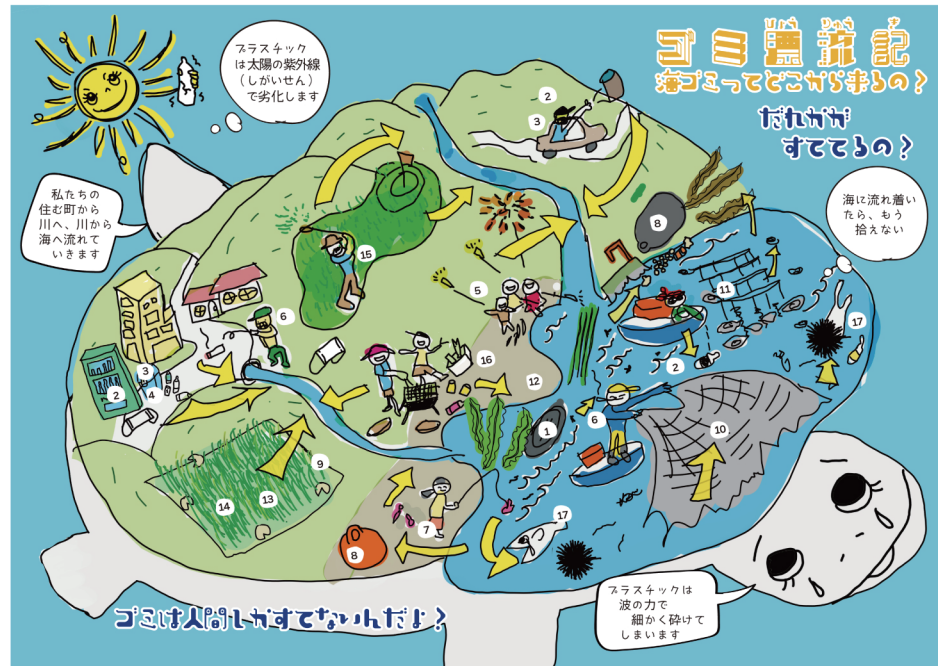 ひょう りゅう き
ゴミ漂流記
海ゴミってどこから来るの?
だれかが
すててるの?
プラスチック
は太陽の紫外線
(しがいせん)
で劣化します
私たちの
住む町から
川へ、川から
海へ流れて
いきます
海に流れ着い
たら、もう
拾えない
2
3
8
15
5
11
6
17
3
2
4
16
2
12
1
6
10
9
14
13
7
17
8
プラスチックは
波の力で
細かく砕けて
しまいます
ゴミは人間しかすてないんだよ?